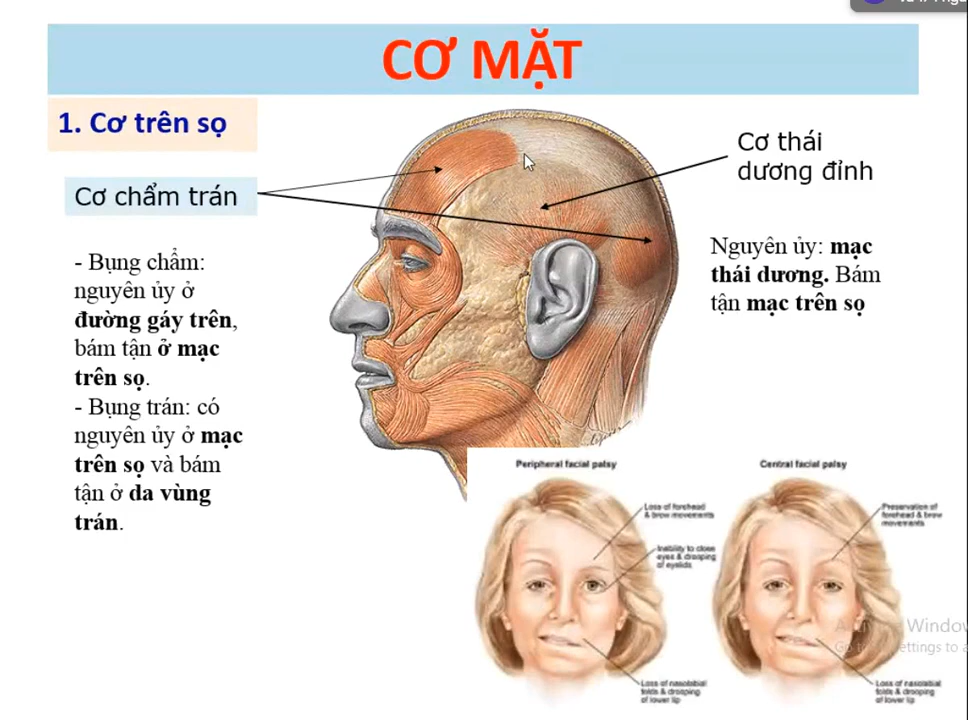 CƠ MẶT
1. Cơ trên sọ
Cơ chẩm trán
- Bụng chẩm:
nguyên ủy ở
đường gáy trên,
bám tận ở mạc
trên sọ.
- Bụng trán: có
nguyên ủy ở mạc
trên sọ và bám
tận ở da vùng
trán.
Cơ thái
dương đỉnh
Nguyên ủy: mạc
thái dương. Bám
tận mạc trên sọ
Peripheral facial palsy
Loss of forehead
& brow movements
Inability to close
eyes & drooping
of eyelids
Loss of nasolabial
folds & drooping
of lower lip
Central facial palsy
Preservation of
forehead & brow
movements
Loss of nasolabial
folds & drooping
of lower lip
Window
ettings to a